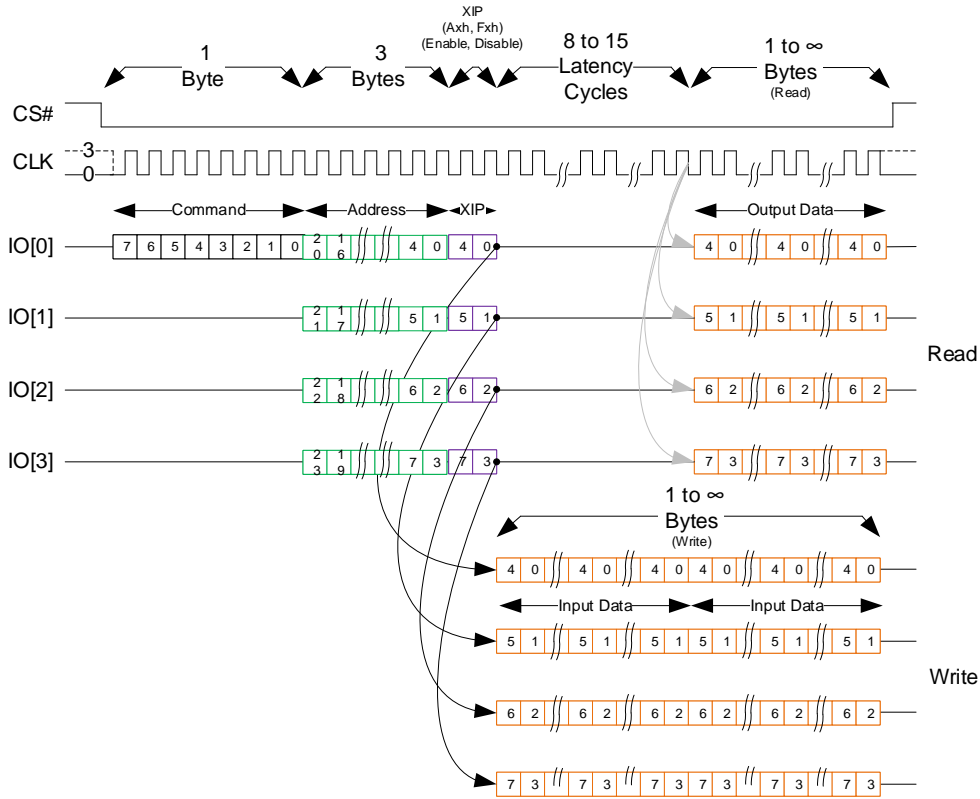 XIP
(Axh, Fxh)
(Enable, Disable)
1
Byte
3
Bytes
8 to 15
Latency
Cycles
1 to ∞
Bytes
(Read)
CS#
CLK
3
0
Command
Address
XIP
Output Data
IO[0]
7 6 5 4 3 2 1 0 20 16 4 0 4 0
4 0 4 0 4 0
IO[1]
21 17 5 1 5 1
5 1 5 1 5 1
Read
IO[2]
22 18 6 2 6 2
6 2 6 2 6 2
IO[3]
23 19 7 3 7 3
7 3 7 3 7 3
1 to ∞
Bytes
(Write)
4 0 4 0 4 0 4 0 4 0 4 0
Input Data Input Data
5 1 5 1 5 1 5 1 5 1 5 1
Write
6 2 6 2 6 2 6 2 6 2 6 2
7 3 7 3 7 3 7 3 7 3 7 3